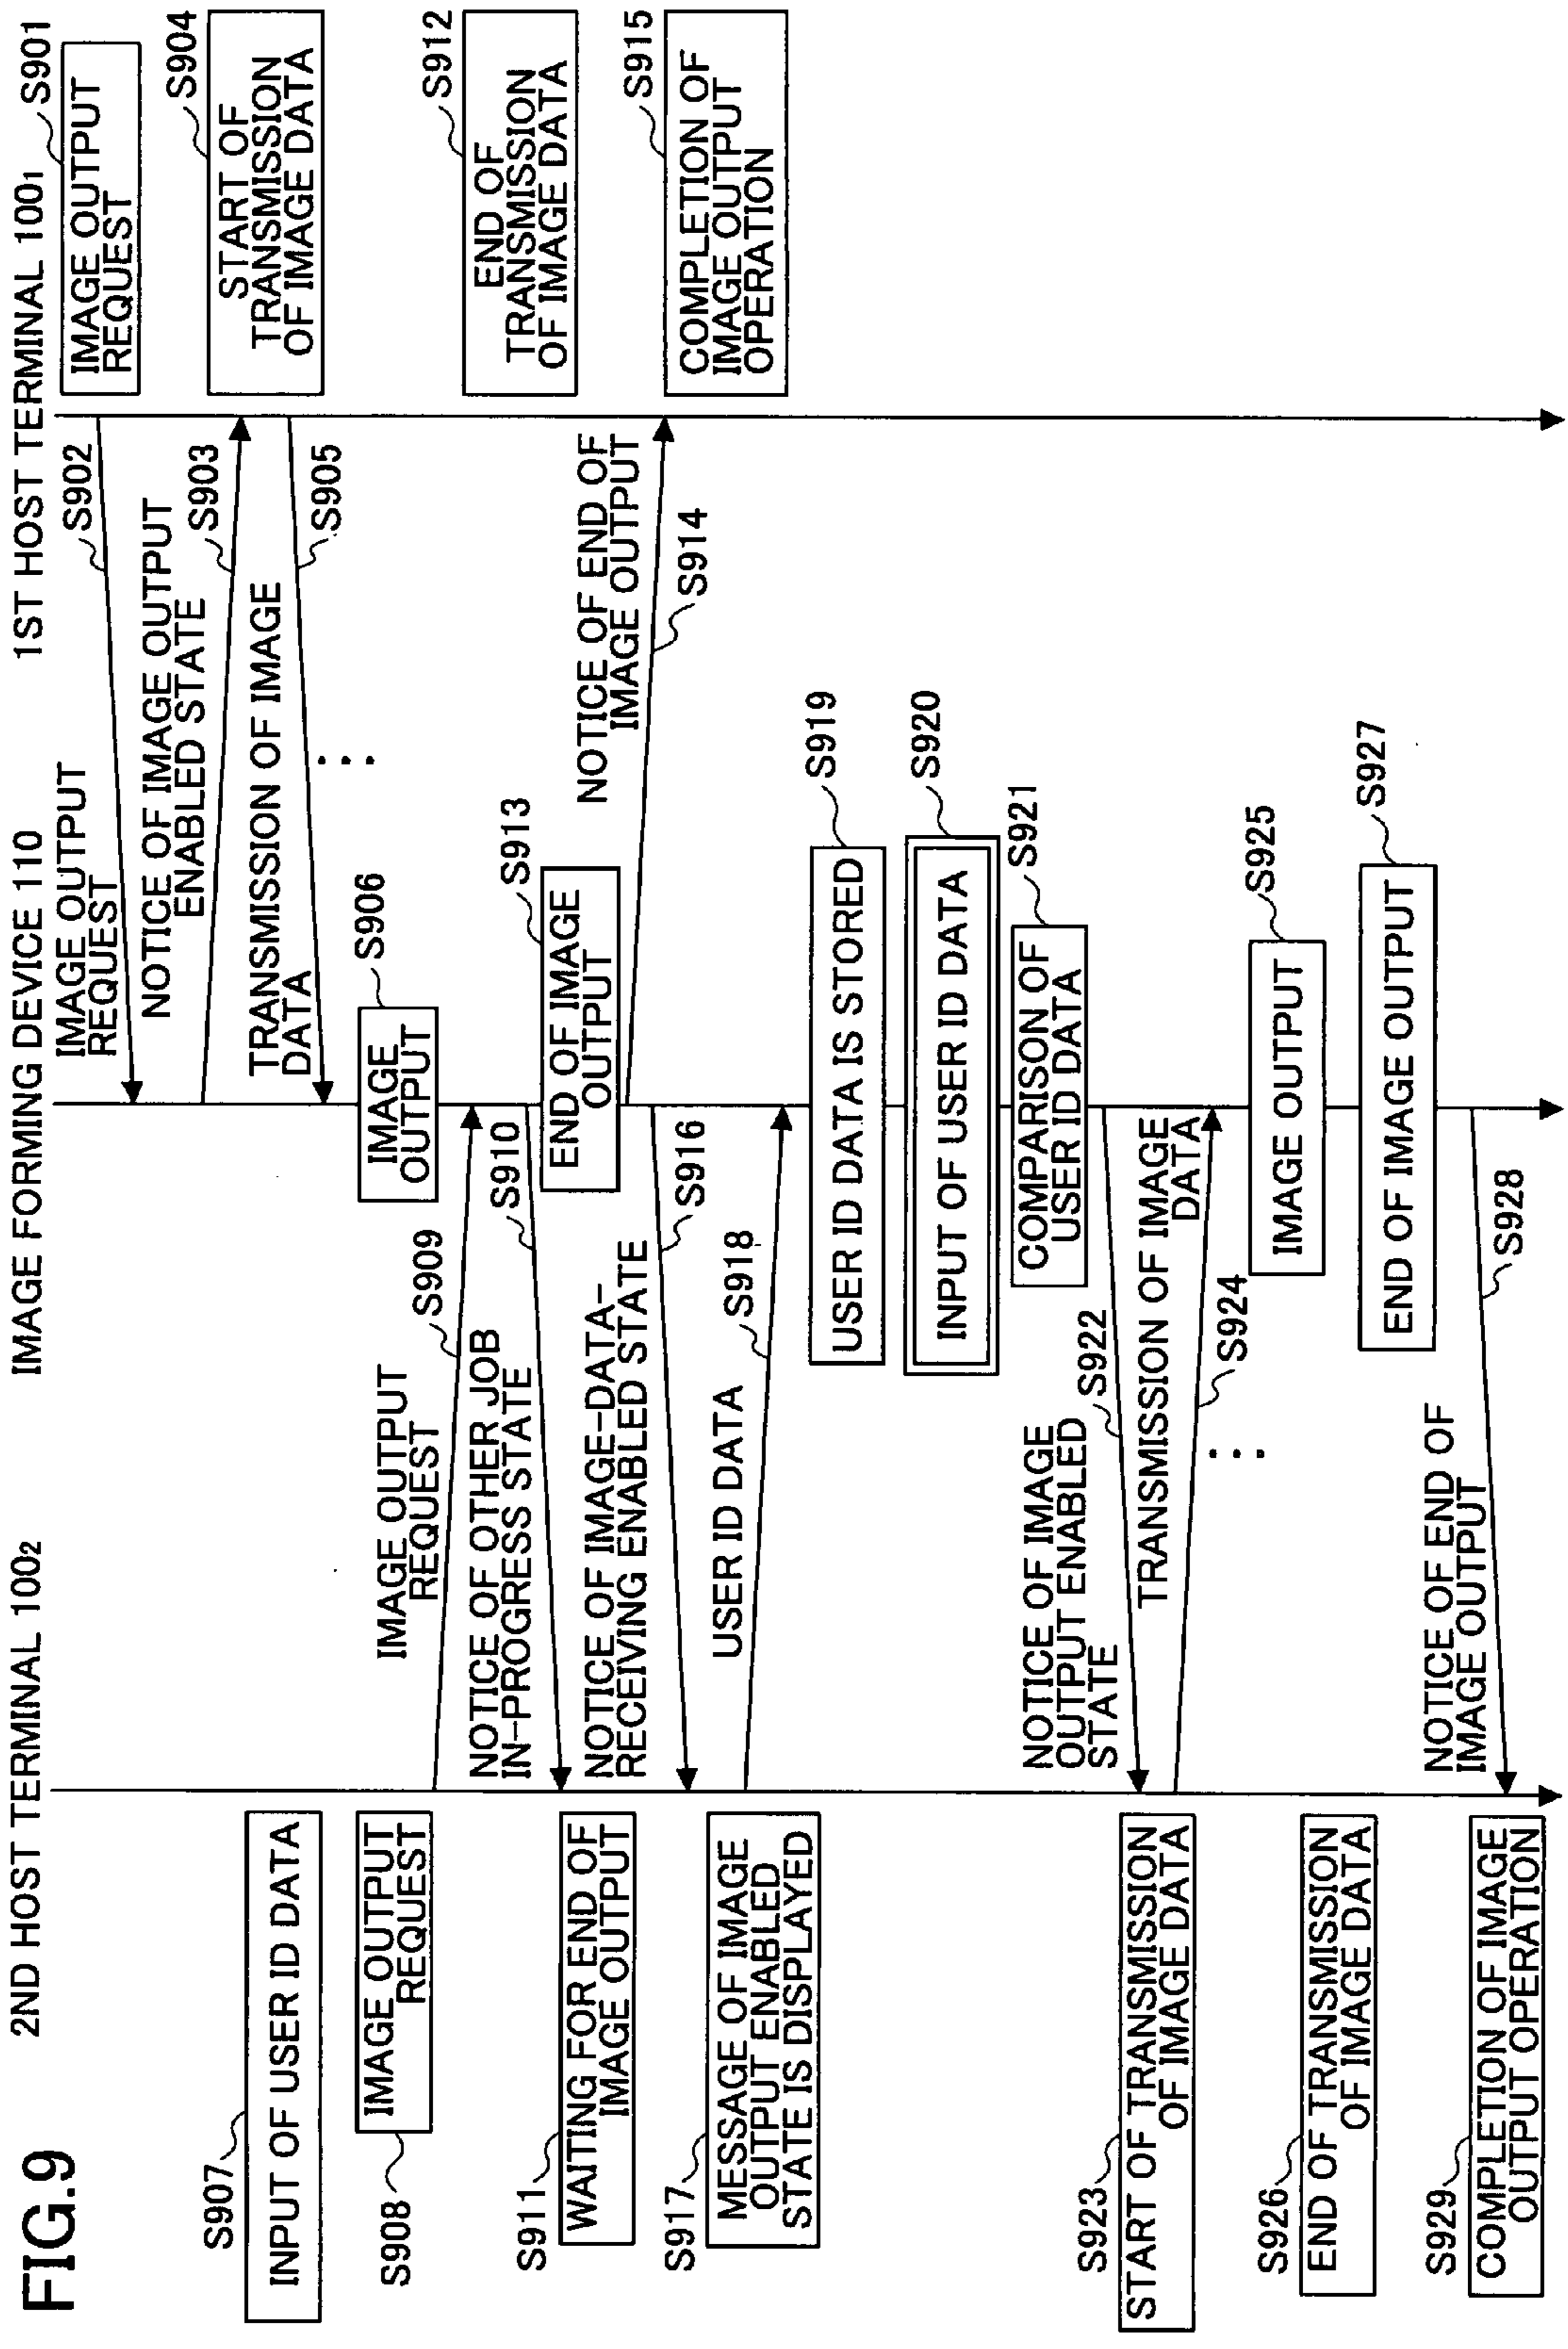 FIG.9
2ND HOST TERMINAL 100₂
IMAGE FORMING DEVICE 110
1ST HOST TERMINAL 100₁
S901
IMAGE OUTPUT
REQUEST
S902
IMAGE OUTPUT
REQUEST
NOTICE OF IMAGE OUTPUT
ENABLED STATE
S903
S904
START OF
TRANSMISSION
OF IMAGE DATA
S905
TRANSMISSION OF IMAGE
DATA
...
S906
IMAGE
OUTPUT
S907
INPUT OF USER ID DATA
S908
IMAGE OUTPUT
REQUEST
IMAGE OUTPUT
REQUEST
S909
NOTICE OF OTHER JOB
IN-PROGRESS STATE
S910
S911
WAITING FOR END OF
IMAGE OUTPUT
S912
END OF
TRANSMISSION
OF IMAGE DATA
S913
END OF IMAGE
OUTPUT
NOTICE OF END OF
IMAGE OUTPUT
S914
S915
COMPLETION OF
IMAGE OUTPUT
OPERATION
NOTICE OF IMAGE-DATA-
RECEIVING ENABLED STATE
S916
S917
MESSAGE OF IMAGE
OUTPUT ENABLED
STATE IS DISPLAYED
USER ID DATA
S918
S919
USER ID DATA IS STORED
S920
INPUT OF USER ID DATA
S921
COMPARISON OF
USER ID DATA
NOTICE OF IMAGE
OUTPUT ENABLED
STATE
S922
S923
START OF TRANSMISSION
OF IMAGE DATA
TRANSMISSION OF IMAGE
DATA
S924
...
S925
IMAGE OUTPUT
S926
END OF TRANSMISSION
OF IMAGE DATA
S927
END OF IMAGE OUTPUT
NOTICE OF END OF
IMAGE OUTPUT
S928
S929
COMPLETION OF IMAGE
OUTPUT OPERATION